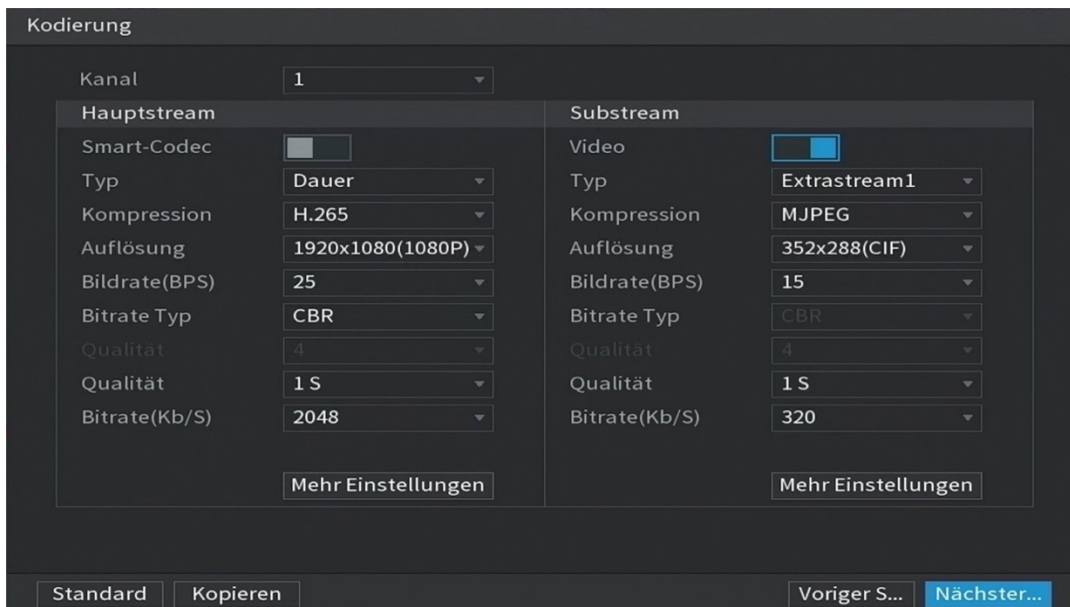 Kodierung
Kanal 1
Hauptstream Substream
Smart-Codec Video
Typ Dauer Typ Extrastream1
Kompression H.265 Kompression MJPEG
Auflösung 1920x1080(1080P) Auflösung 352x288(CIF)
Bildrate(BPS) 25 Bildrate(BPS) 15
Bitrate Typ CBR Bitrate Typ CBR
Qualität 4 Qualität 4
Qualität 1 S Qualität 1 S
Bitrate(Kb/S) 2048 Bitrate(Kb/S) 320
Mehr Einstellungen Mehr Einstellungen
Standard Kopieren Voriger S... Nächster...